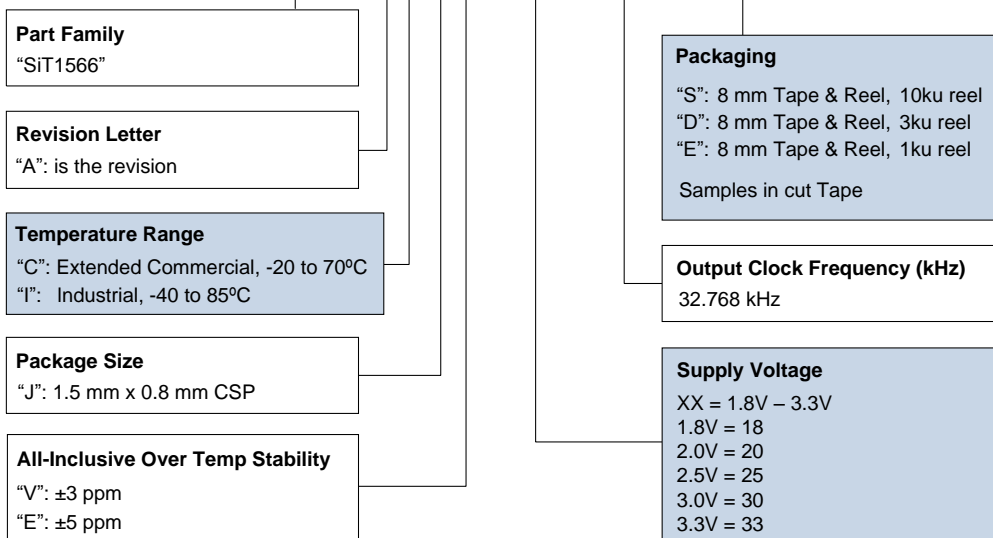 Part Family
“SiT1566”
Revision Letter
“A”: is the revision
Temperature Range
“C”: Extended Commercial, -20 to 70ºC
“I”: Industrial, -40 to 85ºC
Package Size
“J”: 1.5 mm x 0.8 mm CSP
All-Inclusive Over Temp Stability
“V”: ±3 ppm
“E”: ±5 ppm
Packaging
“S”: 8 mm Tape & Reel, 10ku reel
“D”: 8 mm Tape & Reel, 3ku reel
“E”: 8 mm Tape & Reel, 1ku reel
Samples in cut Tape
Output Clock Frequency (kHz)
32.768 kHz
Supply Voltage
XX = 1.8V – 3.3V
1.8V = 18
2.0V = 20
2.5V = 25
3.0V = 30
3.3V = 33